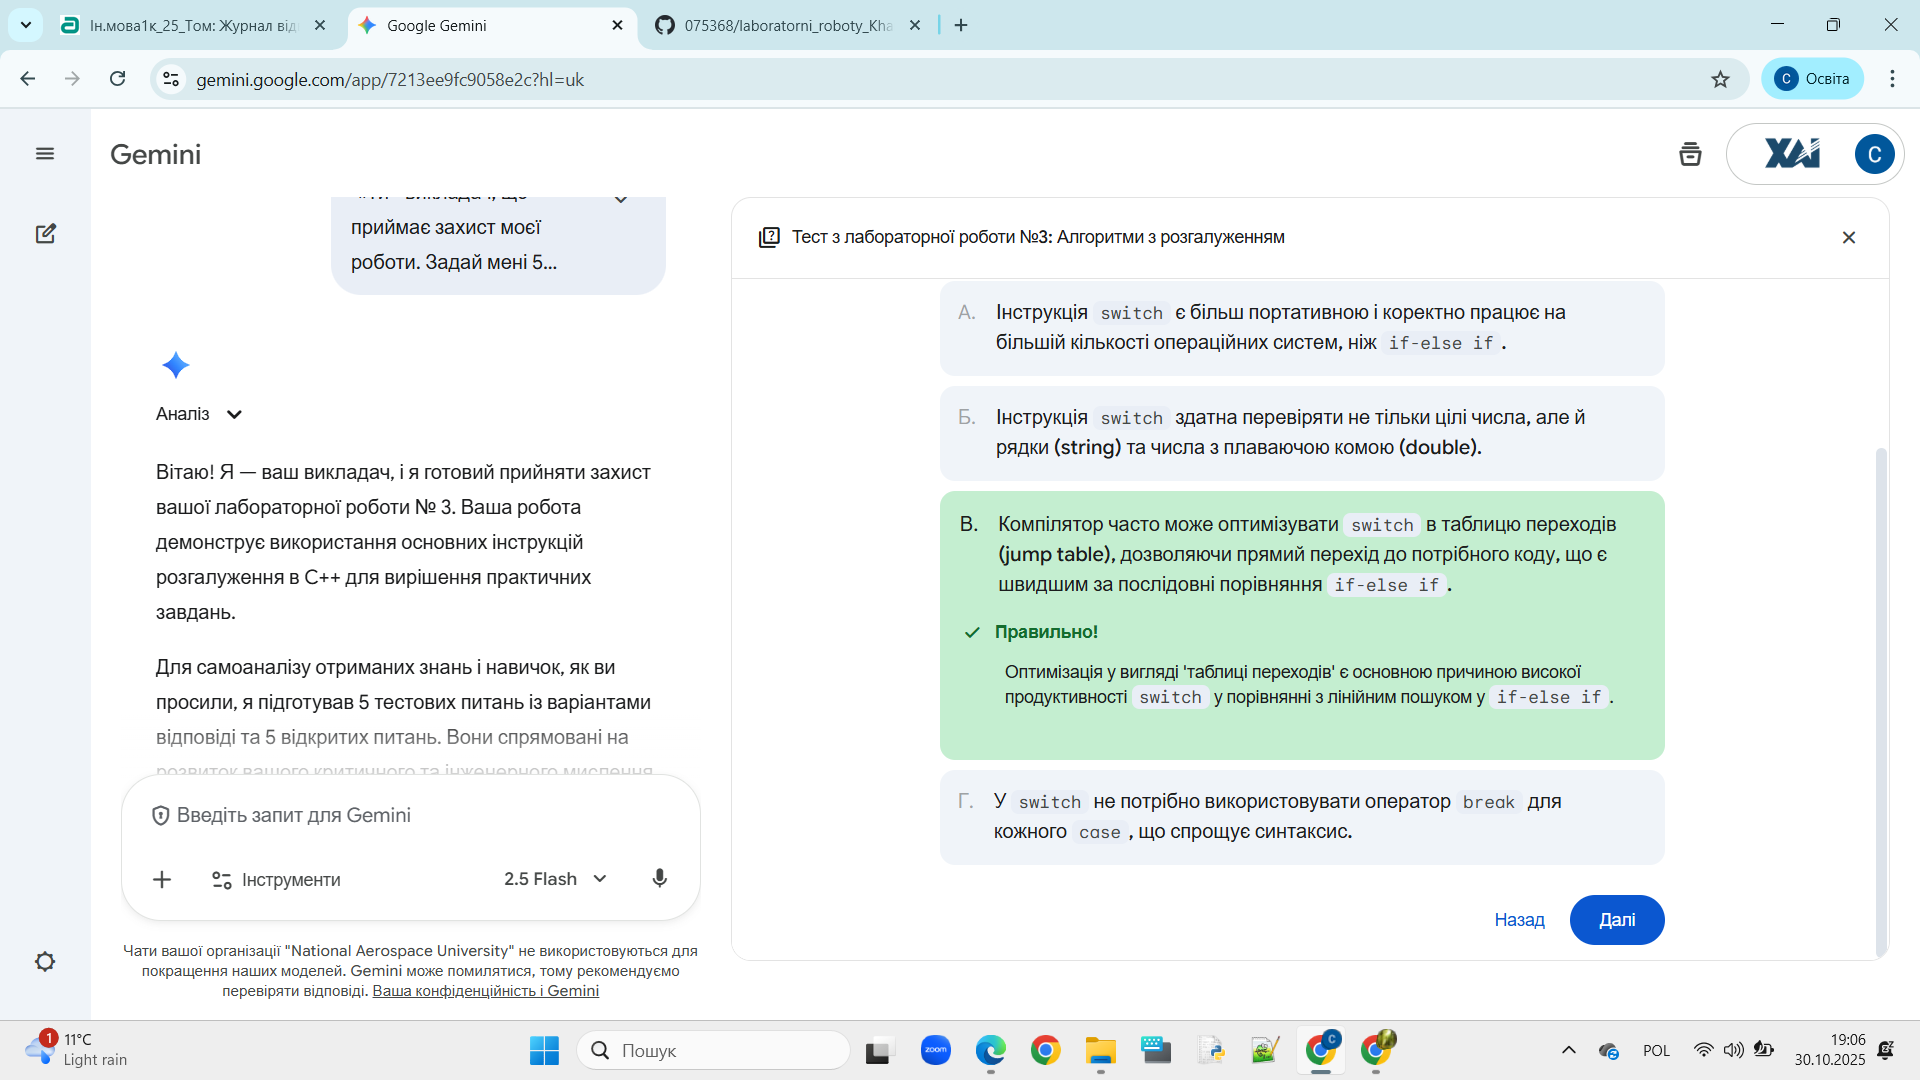 Ін.мова1к_25_Том: Журнал від
Google Gemini
075368/laboratorni_roboty_Kha
gemini.google.com/app/7213ee9fc9058e2c?hl=uk
С Освіта
Gemini
ХАІ
C
приймає захист моєї
роботи. Задай мені 5...
Аналіз
Вітаю! Я — ваш викладач, і я готовий прийняти захист
вашої лабораторної роботи № 3. Ваша робота
демонструє використання основних інструкцій
розгалуження в C++ для вирішення практичних
завдань.
Для самоаналізу отриманих знань і навичок, як ви
просили, я підготував 5 тестових питань із варіантами
відповіді та 5 відкритих питань. Вони спрямовані на
розвиток вашого критичного та інженерного мислення
Введіть запит для Gemini
Інструменти
2.5 Flash
Чати вашої організації "National Aerospace University" не використовуються для
покращення наших моделей. Gemini може помилятися, тому рекомендуємо
перевіряти відповіді. Ваша конфіденційність і Gemini
Тест з лабораторної роботи №3: Алгоритми з розгалуженням
А. Інструкція switch є більш портативною і коректно працює на
більшій кількості операційних систем, ніж if-else if .
Б. Інструкція switch здатна перевіряти не тільки цілі числа, але й
рядки (string) та числа з плаваючою комою (double).
В. Компілятор часто може оптимізувати switch в таблицю переходів
(jump table), дозволяючи прямий перехід до потрібного коду, що є
швидшим за послідовні порівняння if-else if .
Правильно!
Оптимізація у вигляді 'таблиці переходів' є основною причиною високої
продуктивності switch у порівнянні з лінійним пошуком у if-else if .
Г. У switch не потрібно використовувати оператор break для
кожного case , що спрощує синтаксис.
Назад
Далі
1
11°C
Light rain
Пошук
zoom
C
POL
19:06
30.10.2025